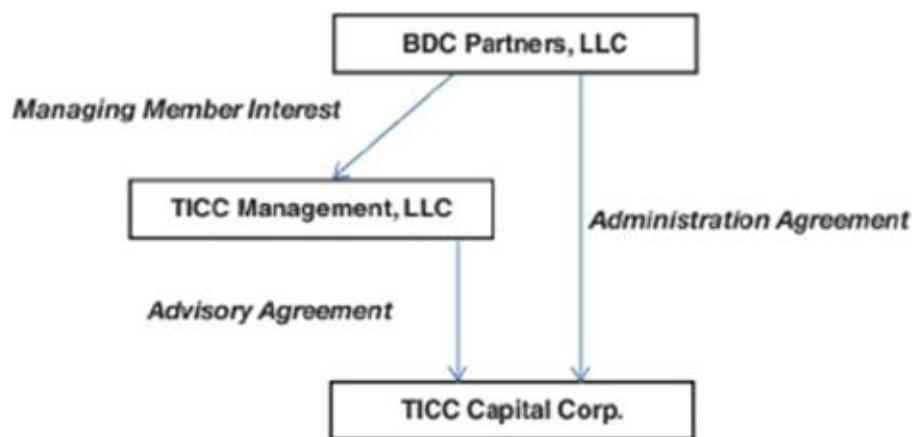 BDC Partners, LLC
Managing Member Interest
TICC Management, LLC
Administration Agreement
Advisory Agreement
TICC Capital Corp.